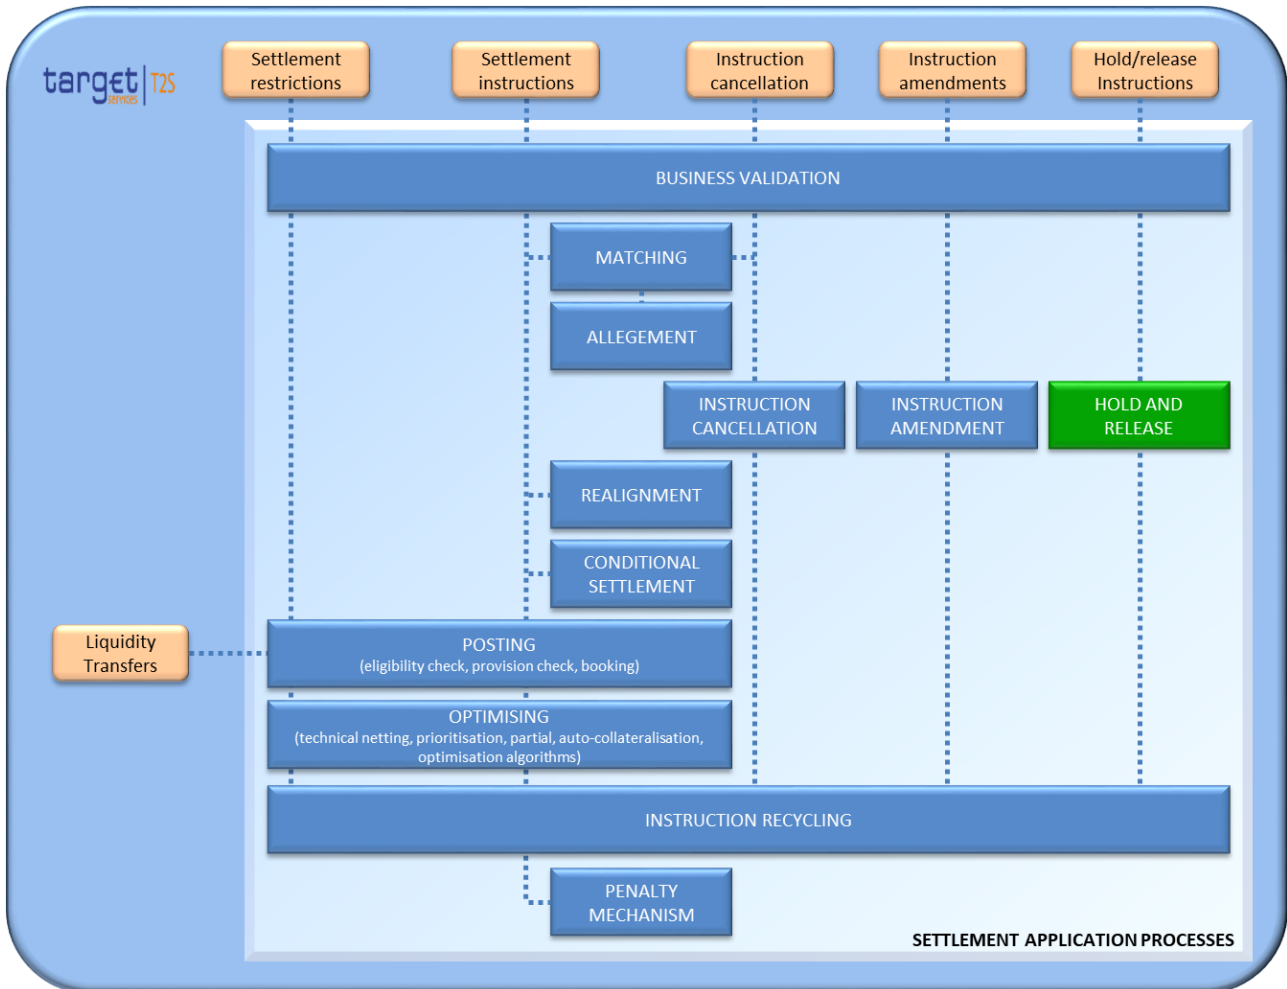 Settlement
restrictions
Settlement
instructions
Instruction
cancellation
Instruction
amendments
Hold/release
Instructions
target
services
T2S
BUSINESS VALIDATION
MATCHING
ALLEGEMENT
INSTRUCTION
CANCELLATION
INSTRUCTION
AMENDMENT
HOLD AND
RELEASE
REALIGNMENT
CONDITIONAL
SETTLEMENT
Liquidity
Transfers
POSTING
(eligibility check, provision check, booking)
OPTIMISING
(technical netting, prioritisation, partial, auto-collateralisation,
optimisation algorithms)
INSTRUCTION RECYCLING
PENALTY
MECHANISM
SETTLEMENT APPLICATION PROCESSES